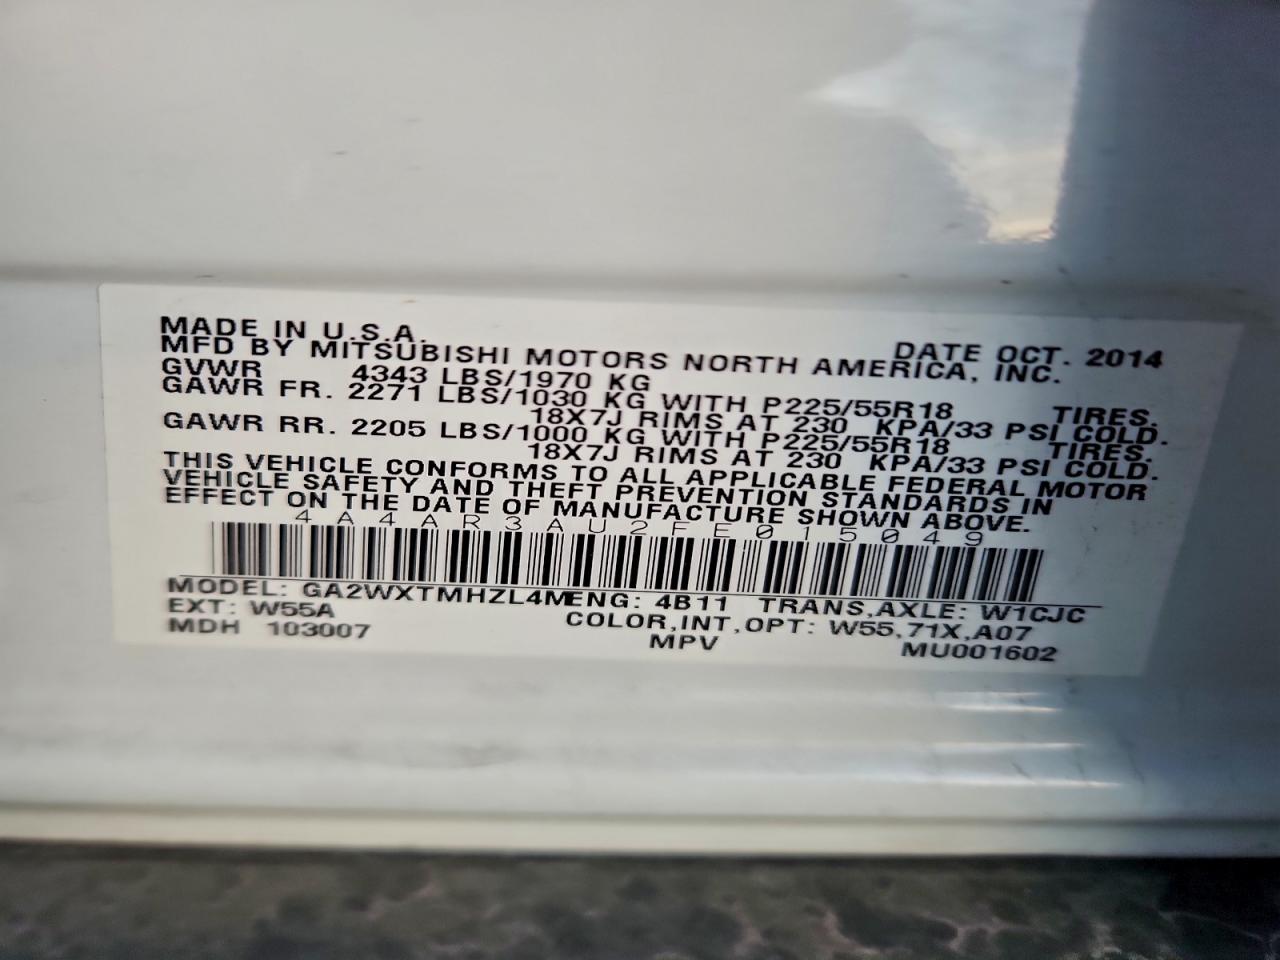 MADE IN U.S.A. DATE OCT. 2014
MFD BY MITSUBISHI MOTORS NORTH AMERICA, INC.
GVWR 4343 LBS/1970 KG
GAWR FR. 2271 LBS/1030 KG WITH P225/55R18 TIRES.
18X7J RIMS AT 230 KPA/33 PSI COLD.
GAWR RR. 2205 LBS/1000 KG WITH P225/55R18 TIRES.
18X7J RIMS AT 230 KPA/33 PSI COLD.
THIS VEHICLE CONFORMS TO ALL APPLICABLE FEDERAL MOTOR
VEHICLE SAFETY AND THEFT PREVENTION STANDARDS IN
EFFECT ON THE DATE OF MANUFACTURE SHOWN ABOVE.
4A4AR3AU2FE015049
MODEL: GA2WXTMHZL4M ENG: 4B11 TRANS,AXLE: W1CJC
EXT: W55A COLOR,INT,OPT: W55,71X,A07
MDH 103007 MPV MU001602